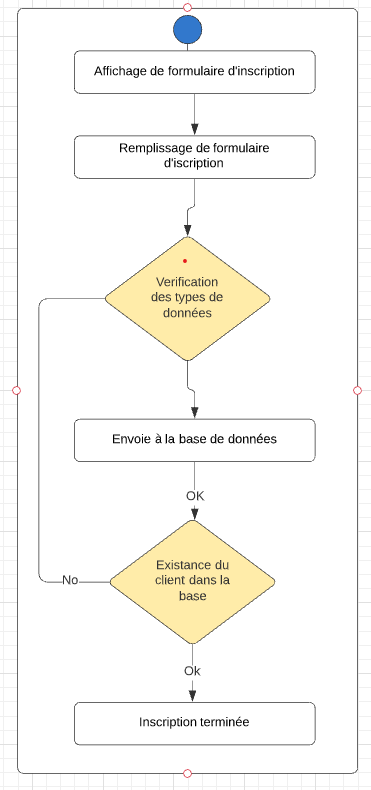 Affichage de formulaire d'inscription
Remplissage de formulaire
d'iscription
Verification
des types de
données
Envoie à la base de données
OK
Existance du
client dans la
base
No
Ok
Inscription terminée